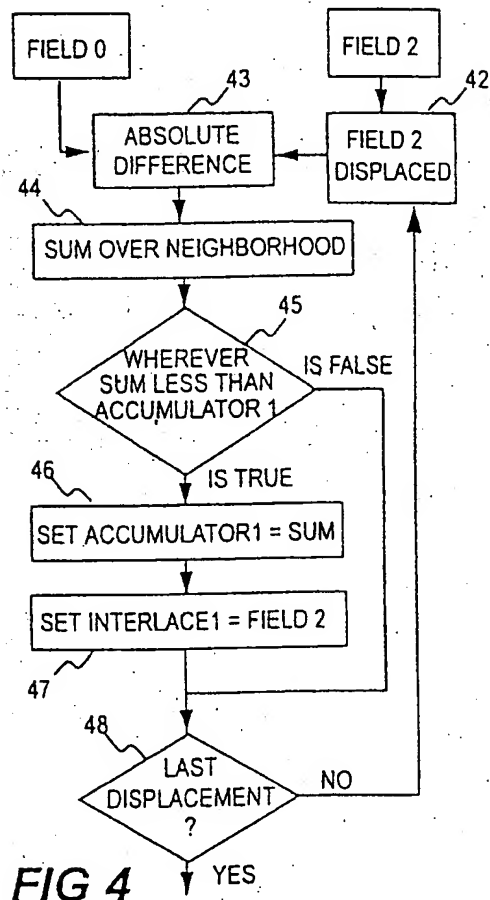 FIELD 0
FIELD 2
43
42
ABSOLUTE
DIFFERENCE
FIELD 2
DISPLACED
44
SUM OVER NEIGHBORHOOD
45
WHEREVER
SUM LESS THAN
ACCUMULATOR 1
IS FALSE
IS TRUE
46
SET ACCUMULATOR1 = SUM
SET INTERLACE1 = FIELD 2
47
48
LAST
DISPLACEMENT
?
NO
YES
FIG 4